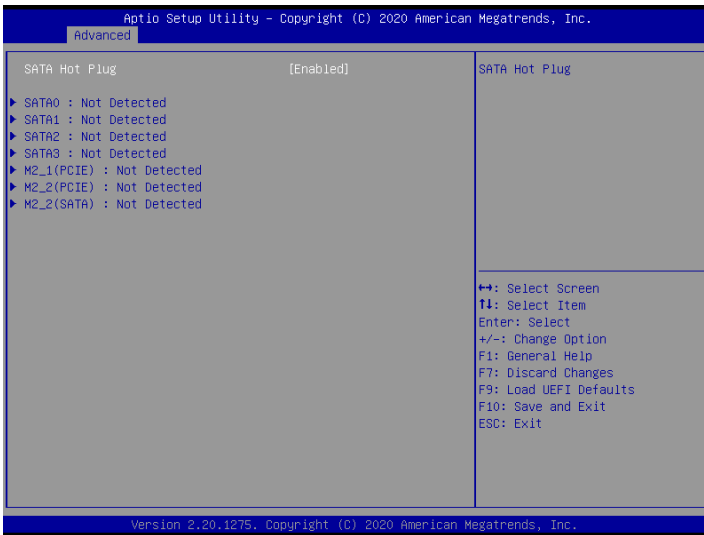 Aptio Setup Utility – Copyright (C) 2020 American Megatrends, Inc.
Advanced
SATA Hot Plug [Enabled]
SATA0 : Not Detected
SATA1 : Not Detected
SATA2 : Not Detected
SATA3 : Not Detected
M2_1(PCIE) : Not Detected
M2_2(PCIE) : Not Detected
M2_2(SATA) : Not Detected
SATA Hot Plug
↔: Select Screen
↑↓: Select Item
Enter: Select
+/-: Change Option
F1: General Help
F7: Discard Changes
F9: Load UEFI Defaults
F10: Save and Exit
ESC: Exit
Version 2.20.1275. Copyright (C) 2020 American Megatrends, Inc.